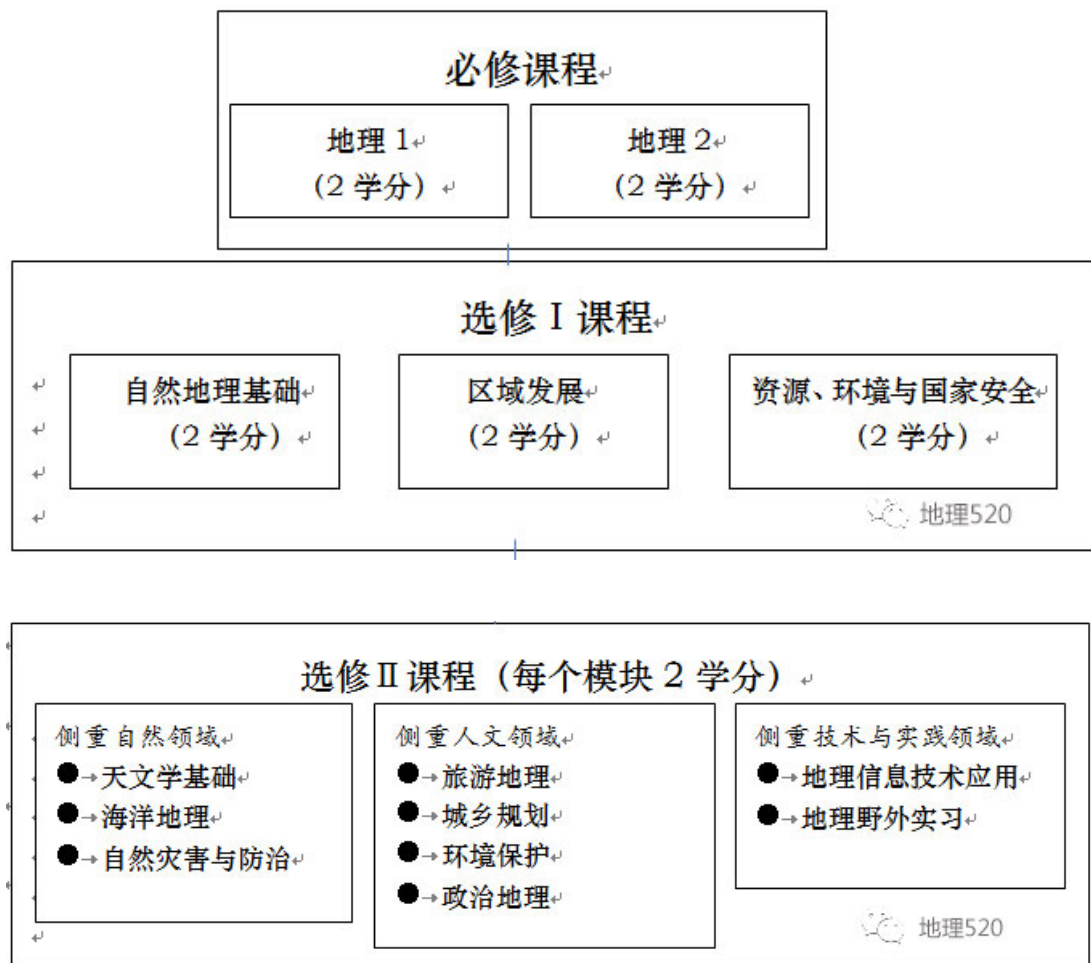 必修课程
地理 1
(2 学分)
地理 2
(2 学分)
选修 I 课程
自然地理基础
(2 学分)
区域发展
(2 学分)
资源、环境与国家安全
(2 学分)
地理520
选修Ⅱ课程(每个模块 2 学分)
侧重自然领域
天文学基础
海洋地理
自然灾害与防治
侧重人文领域
旅游地理
城乡规划
环境保护
政治地理
侧重技术与实践领域
地理信息技术应用
地理野外实习
地理520